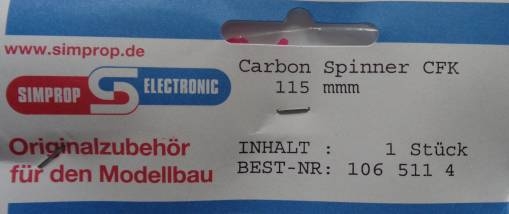 www.simprop.de
SIMPROP ELECTRONIC
Originalzubehör
für den Modellbau
Carbon Spinner CFK
115 mmm
INHALT : 1 Stück
BEST-NR: 106 511 4